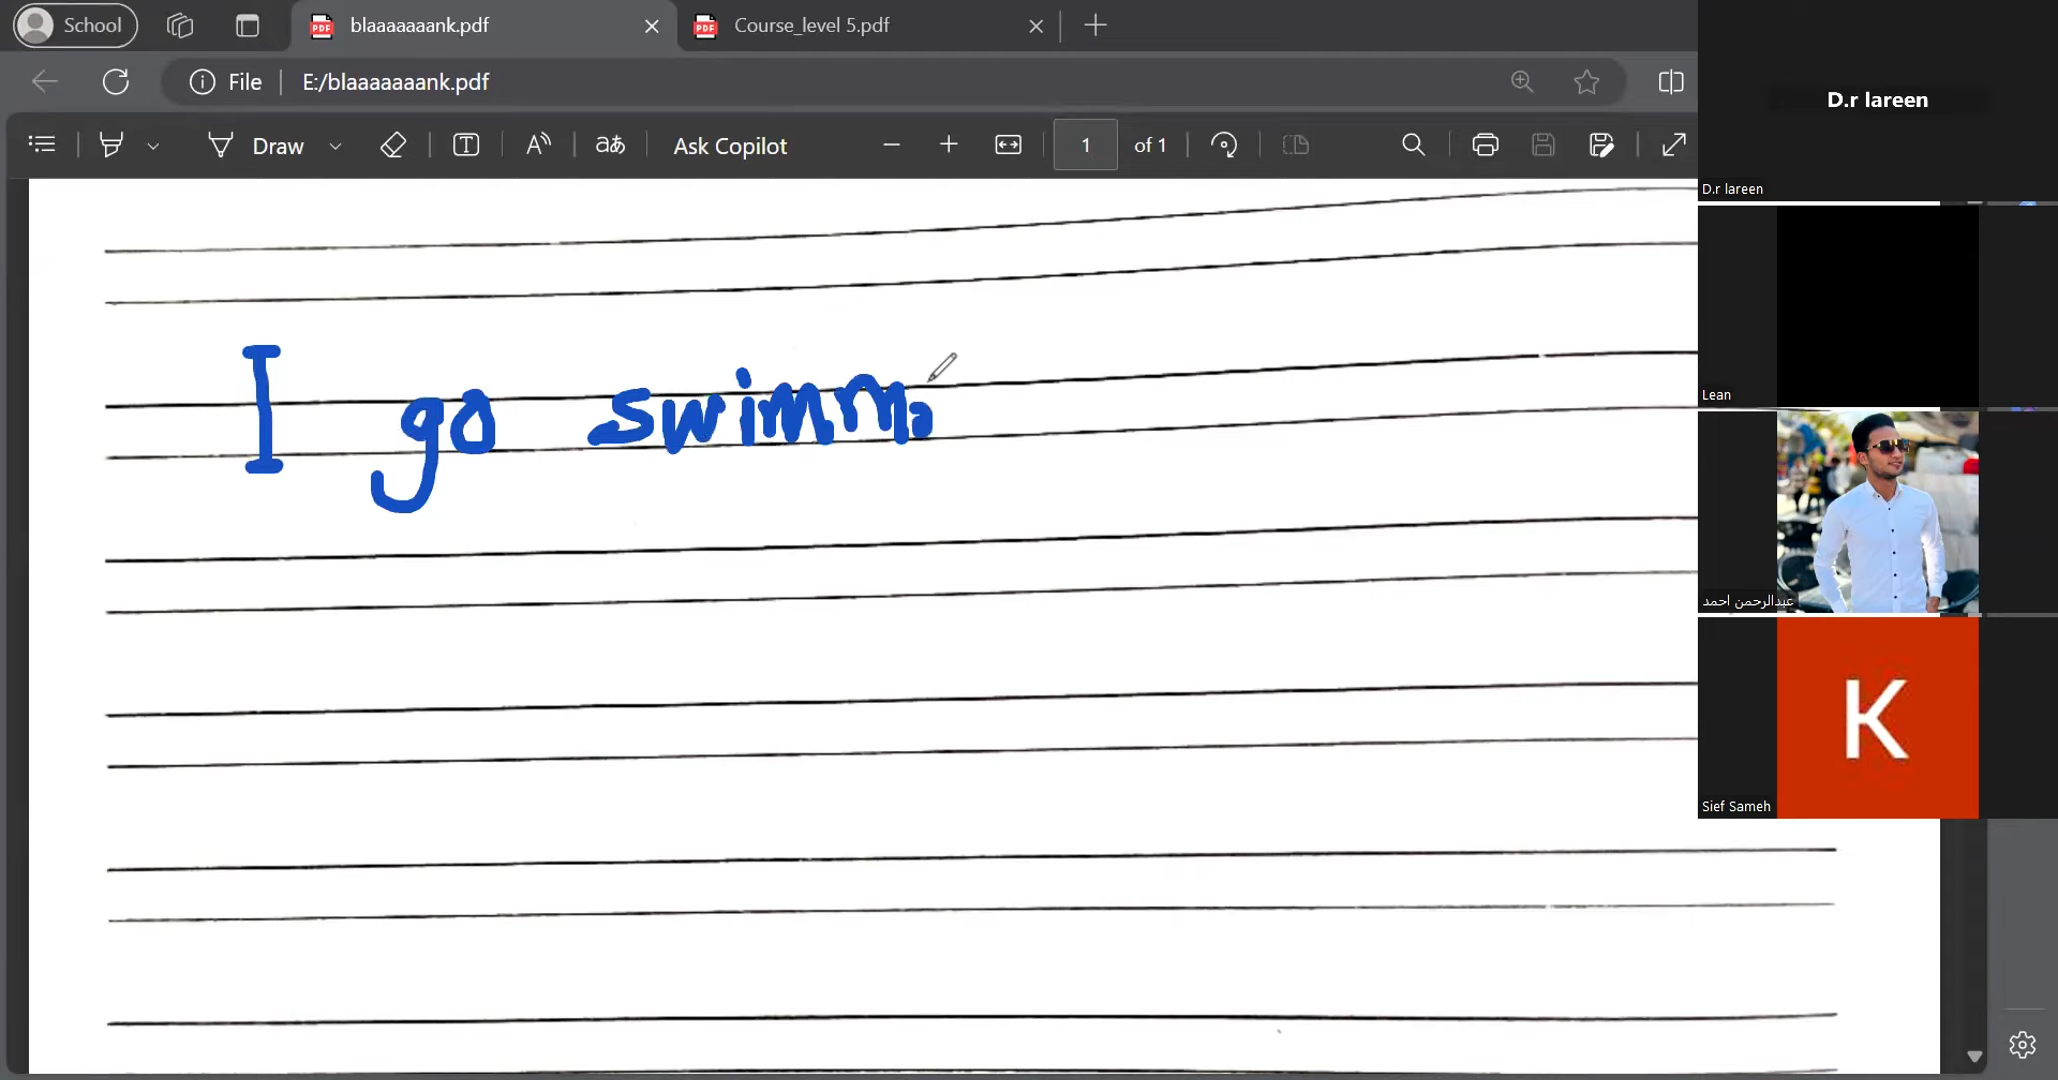 School
blaaaaaaank.pdf
Course_level 5.pdf
File
E:/blaaaaaaank.pdf
Draw
Ask Copilot
1
of 1
I go swimm
D.r lareen
D.r lareen
Lean
عبدالرحمن احمد
K
Sief Sameh